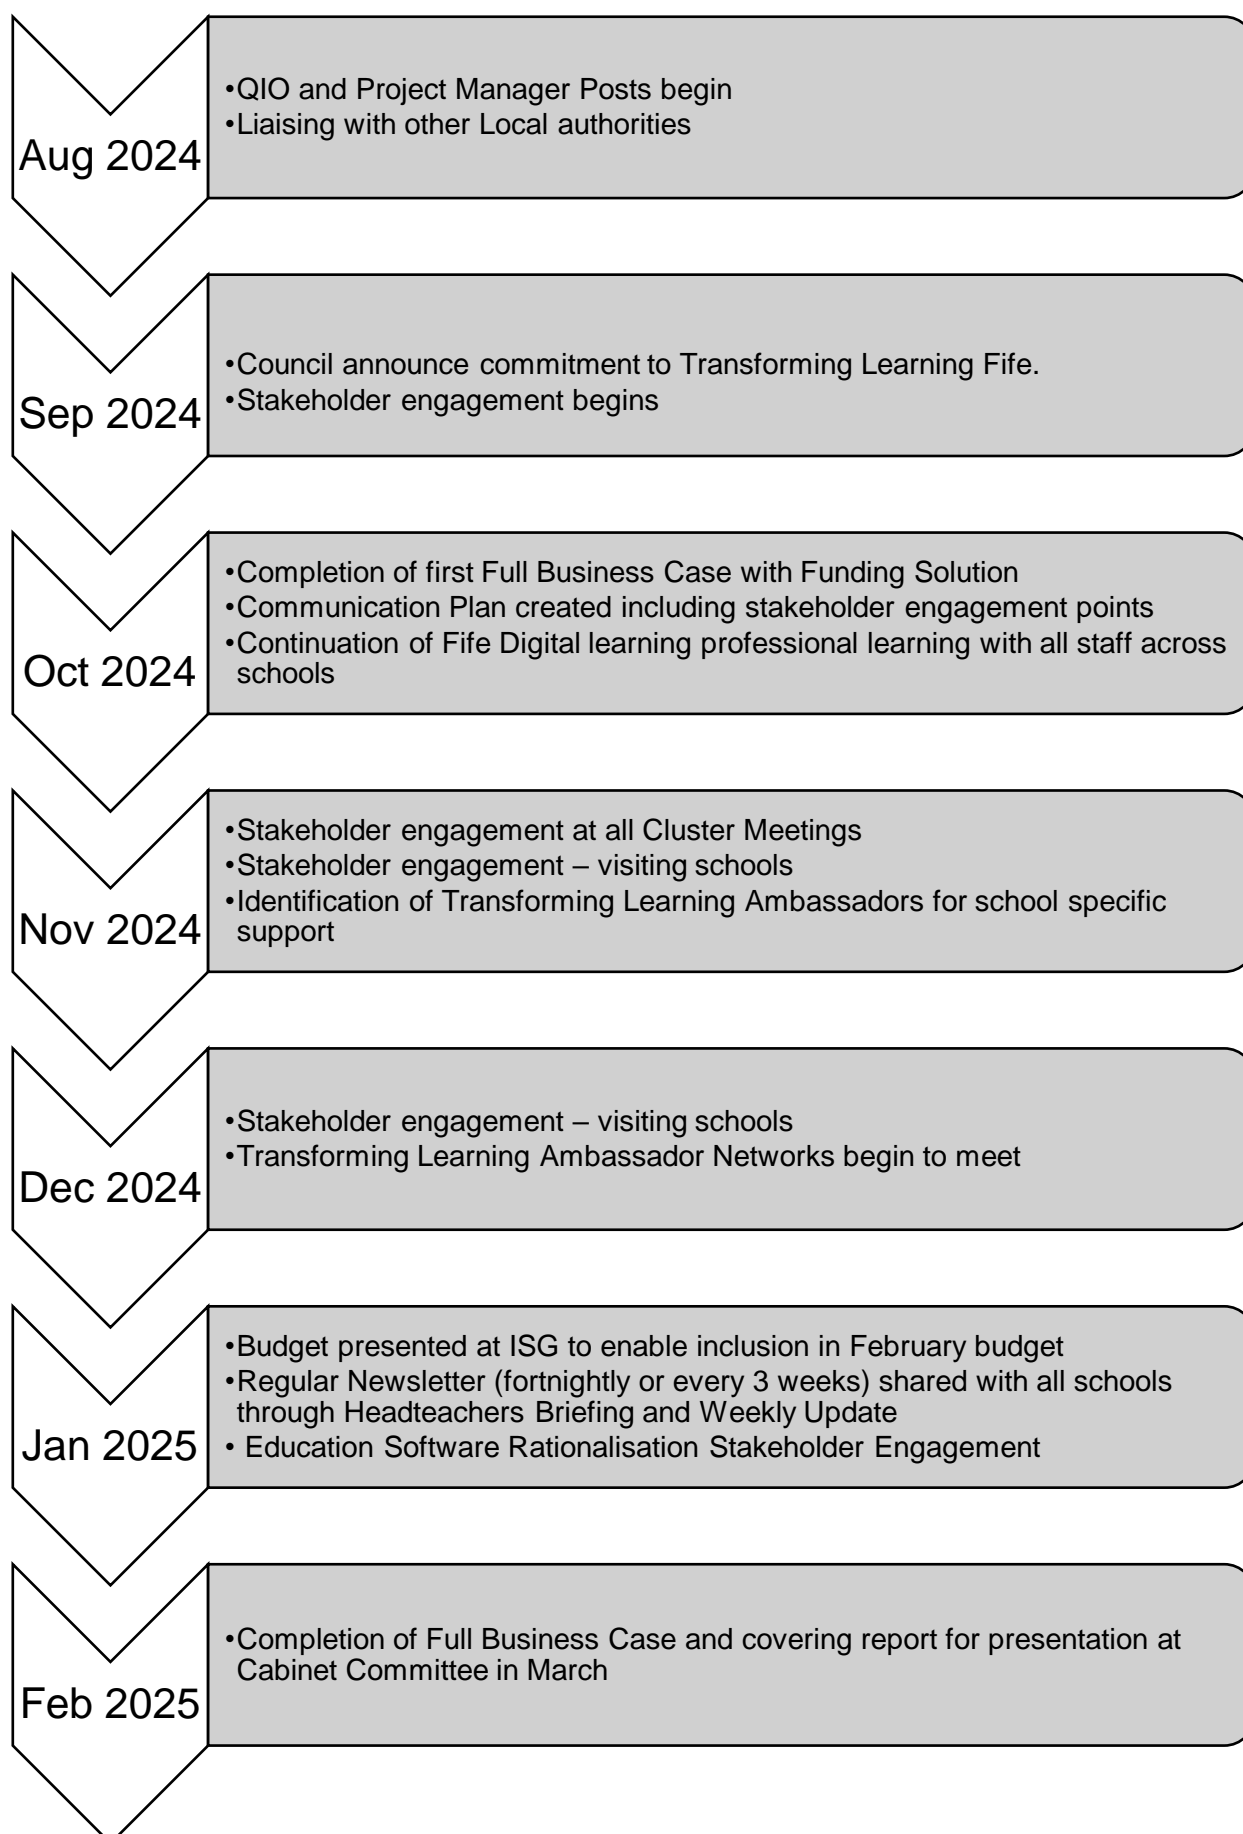 Aug 2024
•QIO and Project Manager Posts begin
•Liaising with other Local authorities
Sep 2024
•Council announce commitment to Transforming Learning Fife.
•Stakeholder engagement begins
Oct 2024
•Completion of first Full Business Case with Funding Solution
•Communication Plan created including stakeholder engagement points
•Continuation of Fife Digital learning professional learning with all staff across
schools
Nov 2024
•Stakeholder engagement at all Cluster Meetings
•Stakeholder engagement – visiting schools
•Identification of Transforming Learning Ambassadors for school specific
support
Dec 2024
•Stakeholder engagement – visiting schools
•Transforming Learning Ambassador Networks begin to meet
Jan 2025
•Budget presented at ISG to enable inclusion in February budget
•Regular Newsletter (fortnightly or every 3 weeks) shared with all schools
through Headteachers Briefing and Weekly Update
• Education Software Rationalisation Stakeholder Engagement
Feb 2025
•Completion of Full Business Case and covering report for presentation at
Cabinet Committee in March